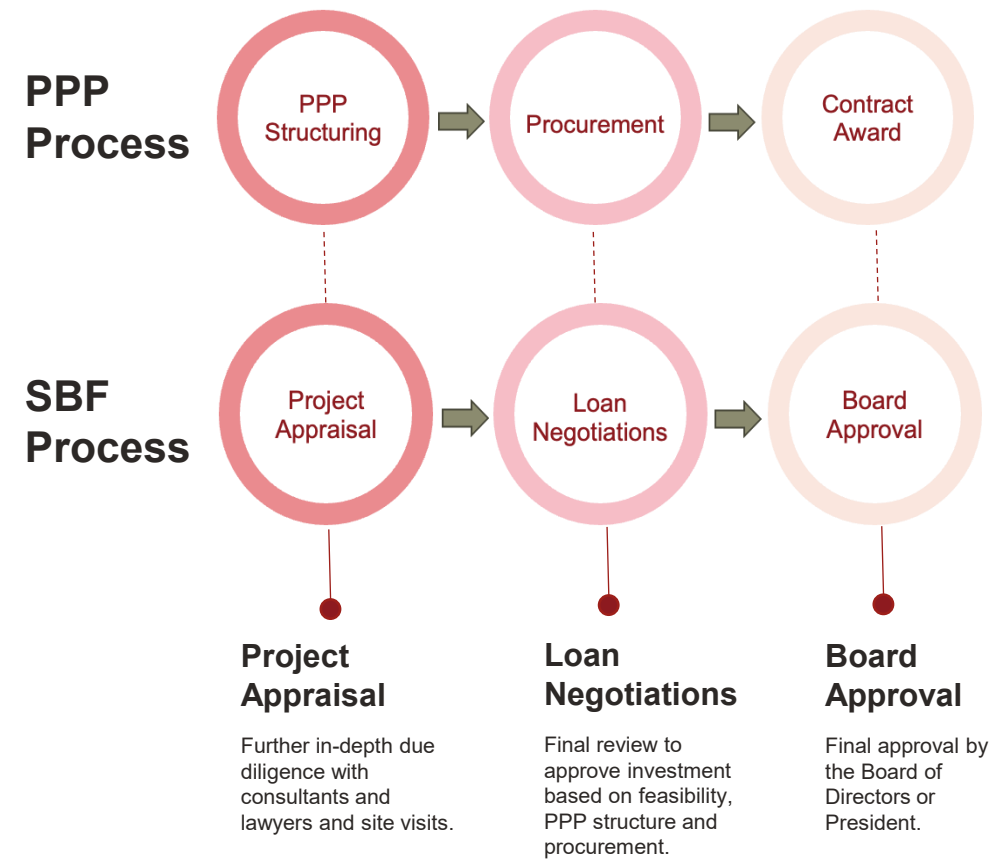 PPP
Process
PPP
Structuring
Procurement
Contract
Award
SBF
Process
Project
Appraisal
Loan
Negotiations
Board
Approval
Project
Appraisal
Further in-depth due
diligence with
consultants and
lawyers and site visits.
Loan
Negotiations
Final review to
approve investment
based on feasibility,
PPP structure and
procurement.
Board
Approval
Final approval by
the Board of
Directors or
President.